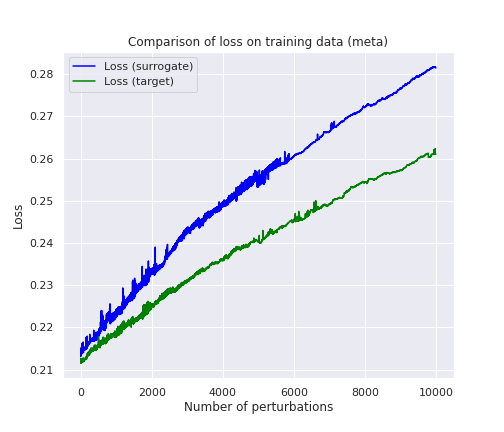 Comparison of loss on training data (meta)
Loss (surrogate)
Loss (target)
0.28
0.27
0.26
0.25
0.24
0.23
0.22
0.21
Loss
0 2000 4000 6000 8000 10000
Number of perturbations